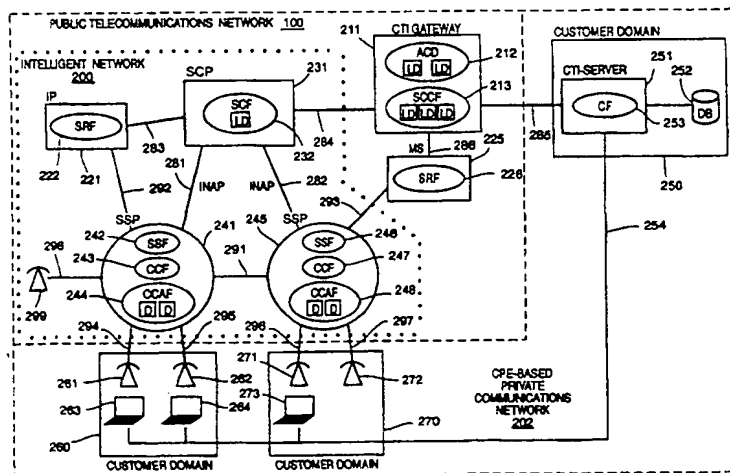 PUBLIC TELECOMMUNICATIONS NETWORK 100
CTI GATEWAY
211
ACD
LD LD
212
SCCF
LD LD LD
213
CUSTOMER DOMAIN
CTI-SERVER
251
252
CF
253
DB
250
INTELLIGENT NETWORK
200
SCP
231
SCF
LD
232
IP
SRF
222
221
283
284
285
286
MS
225
SRF
226
281
INAP
INAP
282
292
293
254
SSP
241
242
SSF
243
CCF
244
CCAF
D D
245
SSP
SSF
246
CCF
247
CCAF
D D
248
291
298
299
294
295
296
297
261
262
263
264
260
CUSTOMER DOMAIN
271
272
273
270
CUSTOMER DOMAIN
CPE-BASED
PRIVATE
COMMUNICATIONS
NETWORK
202